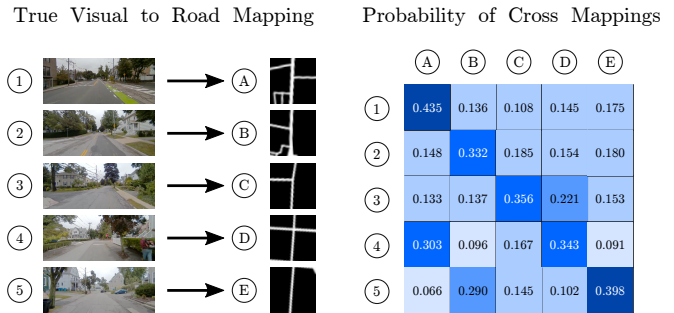 True Visual to Road Mapping
Probability of Cross Mappings
A B C D E
1 A
2 B
3 C
4 D
5 E
1 0.435 0.136 0.108 0.145 0.175
2 0.148 0.332 0.185 0.154 0.180
3 0.133 0.137 0.356 0.221 0.153
4 0.303 0.096 0.167 0.343 0.091
5 0.066 0.290 0.145 0.102 0.398